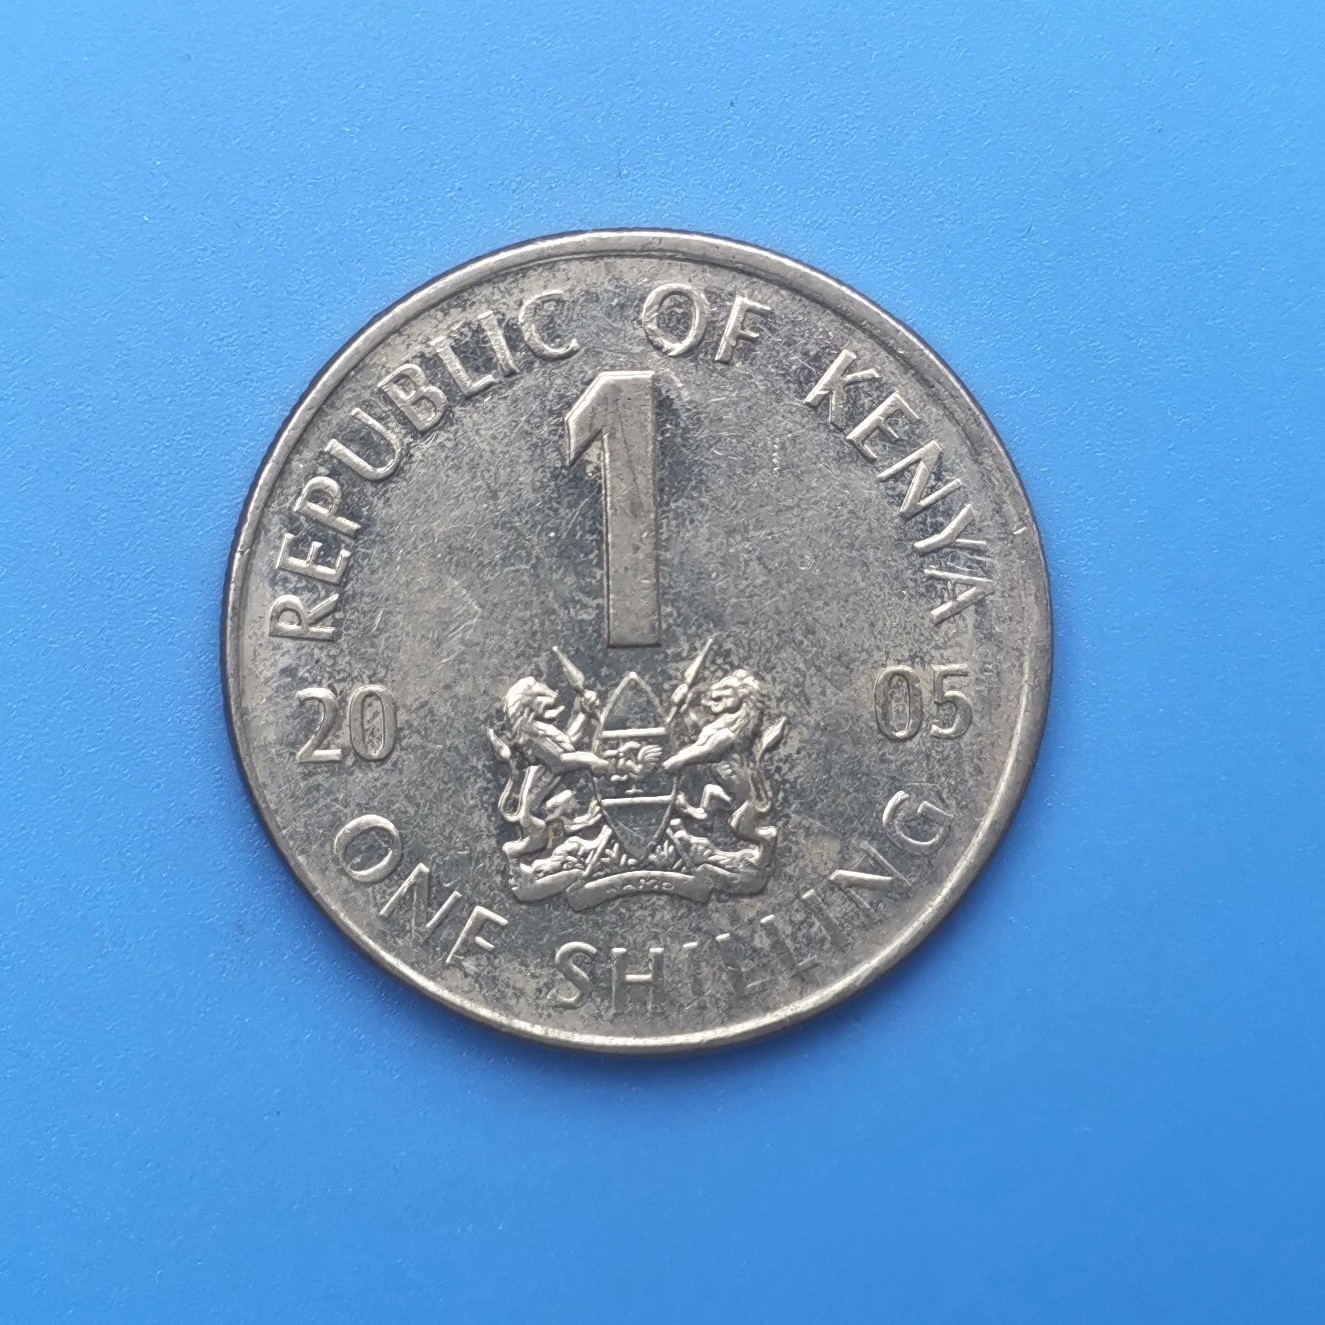 REPUBLIC OF KENYA
1
20 05
ONE SHILLING